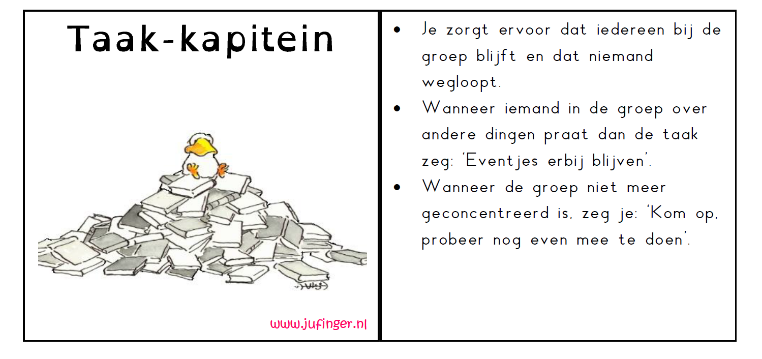 Taak-kapitein
www.jufinger.nl
• Je zorgt ervoor dat iedereen bij de
groep blijft en dat niemand
wegloopt.
• Wanneer iemand in de groep over
andere dingen praat dan de taak
zeg: 'Eventjes erbij blijven'.
• Wanneer de groep niet meer
geconcentreerd is, zeg je: 'Kom op,
probeer nog even mee te doen'.